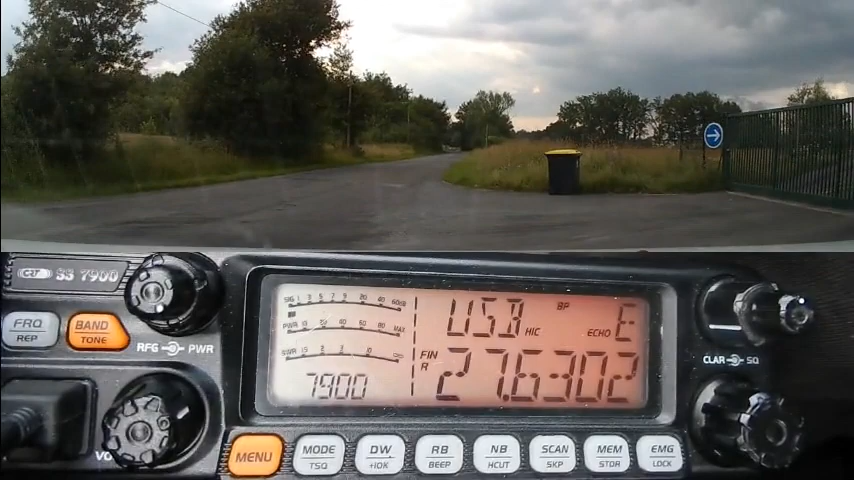 CRT SS 7900
FRQ
REP
BAND
TONE
RFG PWR
SIG 1 3 5 7 9 20 40 60dB
PWR 10 20 40 60 80 MAX
SWR 1.5 2 3 10
7900
USB
HIC
BP
ECHO
E
FIN
R
27.6302
CLAR SQ
MENU
MODE
TSQ
DW
+10K
RB
BEEP
NB
HCUT
SCAN
SKP
MEM
STOR
EMG
LOCK